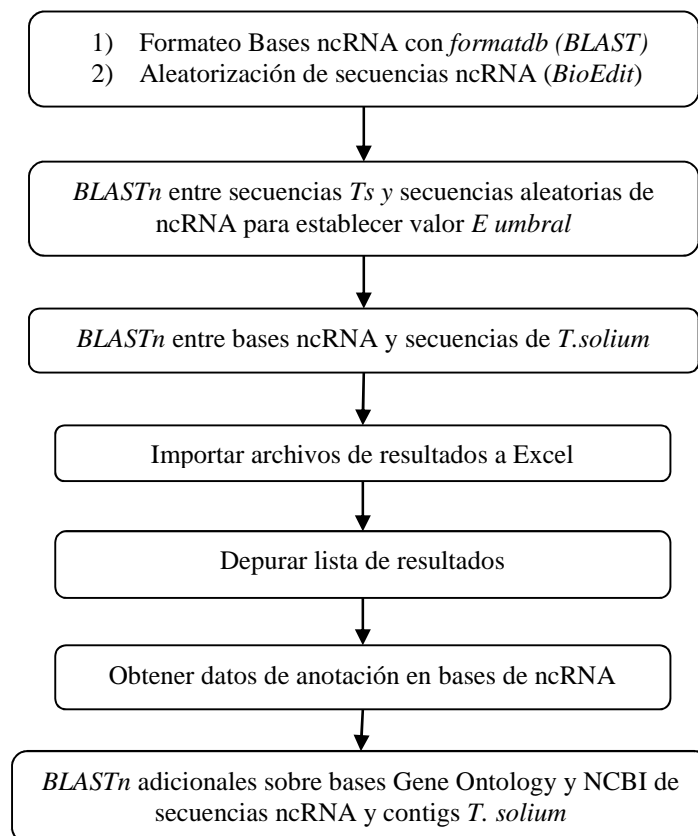 1) Formateo Bases ncRNA con formatdb (BLAST)
2) Aleatorización de secuencias ncRNA (BioEdit)
BLASTn entre secuencias Ts y secuencias aleatorias de
ncRNA para establecer valor E umbral
BLASTn entre bases ncRNA y secuencias de T.solium
Importar archivos de resultados a Excel
Depurar lista de resultados
Obtener datos de anotación en bases de ncRNA
BLASTn adicionales sobre bases Gene Ontology y NCBI de
secuencias ncRNA y contigs T. solium